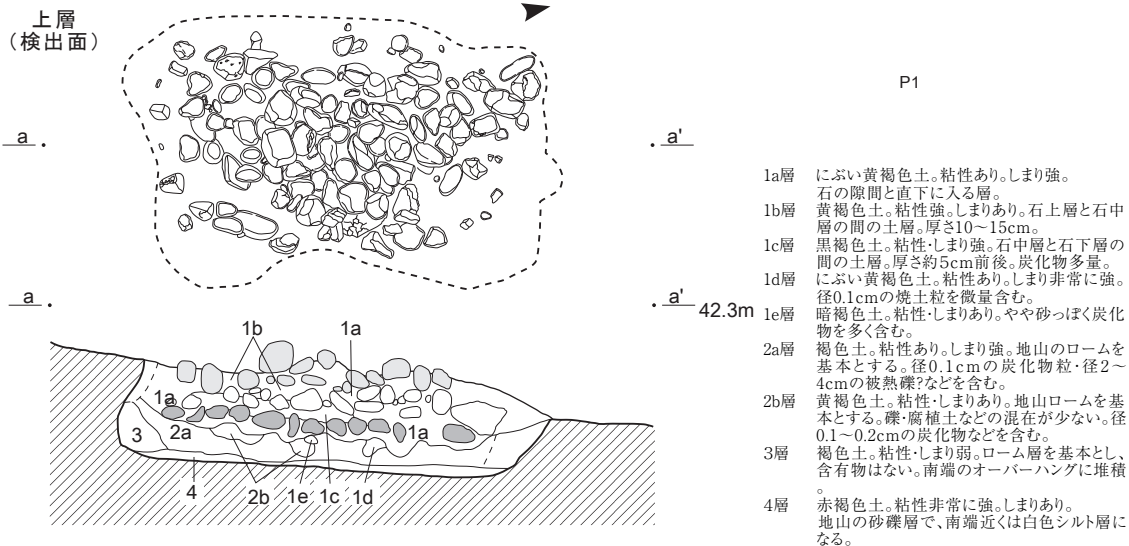 上層
(検出面)
a
a'
a
a'
42.3m
1b
1a
1a
2a
1a
3
4
2b
1e
1c
1d
P1
1a層 にぶい黄褐色土。粘性あり。しまり強。
石の隙間と直下に入る層。
1b層 黄褐色土。粘性強。しまりあり。石上層と石中
層の間の土層。厚さ10～15cm。
1c層 黒褐色土。粘性・しまり強。石中層と石下層の
間の土層。厚さ約5cm前後。炭化物多量。
1d層 にぶい黄褐色土。粘性あり。しまり非常に強。
径0.1cmの焼土粒を微量含む。
1e層 暗褐色土。粘性・しまりあり。やや砂っぽく炭化
物を多く含む。
2a層 褐色土。粘性あり。しまり強。地山のロームを
基本とする。径0.1cmの炭化物粒・径2～
4cmの被熱礫?などを含む。
2b層 黄褐色土。粘性・しまりあり。地山ロームを基
本とする。礫・腐植土などの混在が少ない。径
0.1～0.2cmの炭化物などを含む。
3層 褐色土。粘性・しまり弱。ローム層を基本とし、
含有物はない。南端のオーバーハングに堆積
。
4層 赤褐色土。粘性非常に強。しまりあり。
地山の砂礫層で、南端近くは白色シルト層に
なる。